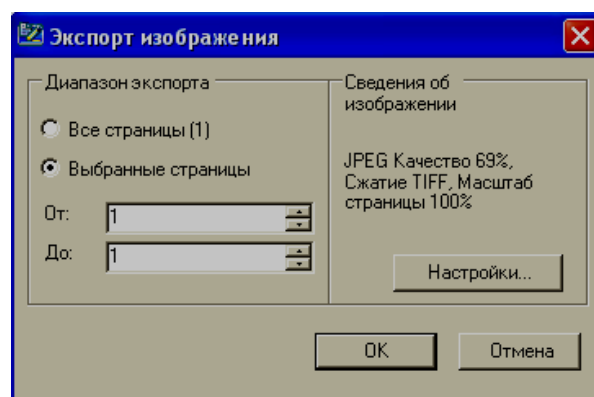 Экспорт изображения
Диапазон экспорта
Все страницы (1)
Выбранные страницы
От: 1
До: 1
Сведения об
изображении
JPEG Качество 69%,
Сжатие TIFF, Масштаб
страницы 100%
Настройки...
OK
Отмена